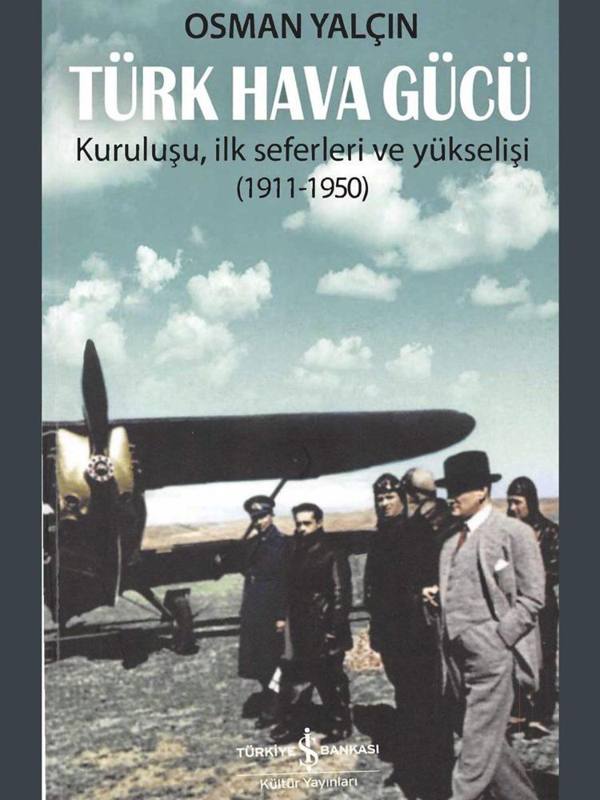 OSMAN YALÇIN
TÜRK HAVA GÜCÜ
Kuruluşu, ilk seferleri ve yükselişi
(1911-1950)
TÜRKİYE İŞ BANKASI
Kültür Yayınları